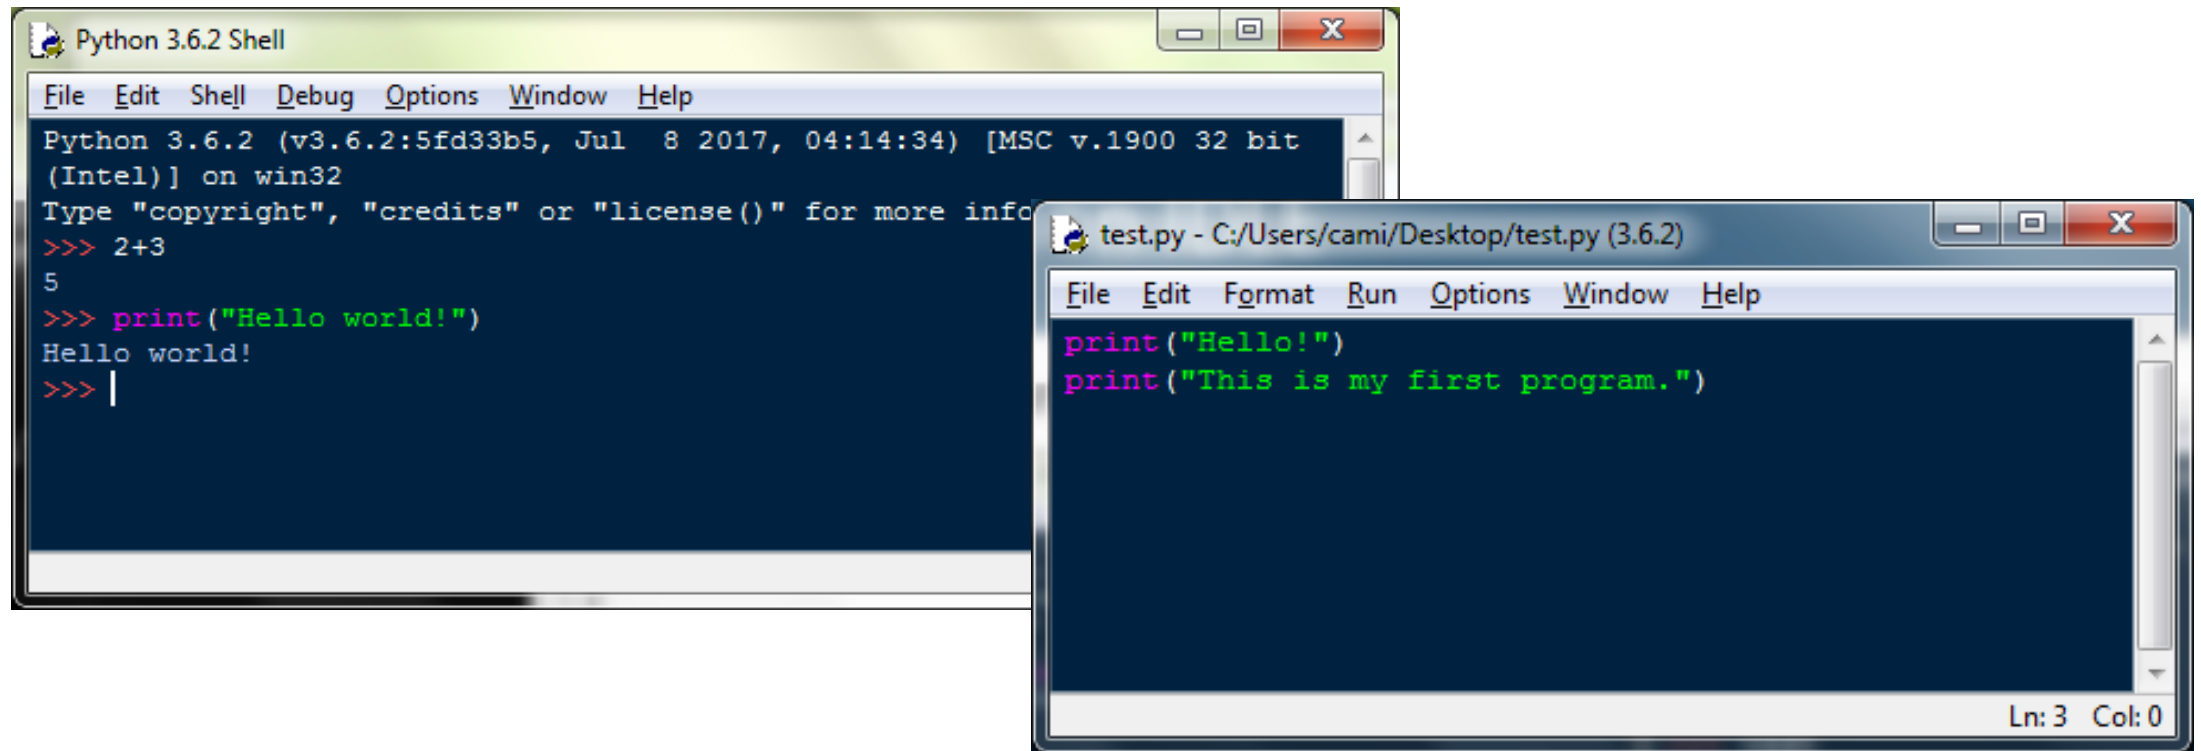 Python 3.6.2 Shell
File Edit Shell Debug Options Window Help
Python 3.6.2 (v3.6.2:5fd33b5, Jul  8 2017, 04:14:34) [MSC v.1900 32 bit
(Intel)] on win32
Type "copyright", "credits" or "license()" for more info
>>> 2+3
5
>>> print("Hello world!")
Hello world!
>>>
test.py - C:/Users/cami/Desktop/test.py (3.6.2)
File Edit Format Run Options Window Help
print("Hello!")
print("This is my first program.")
Ln: 3 Col: 0